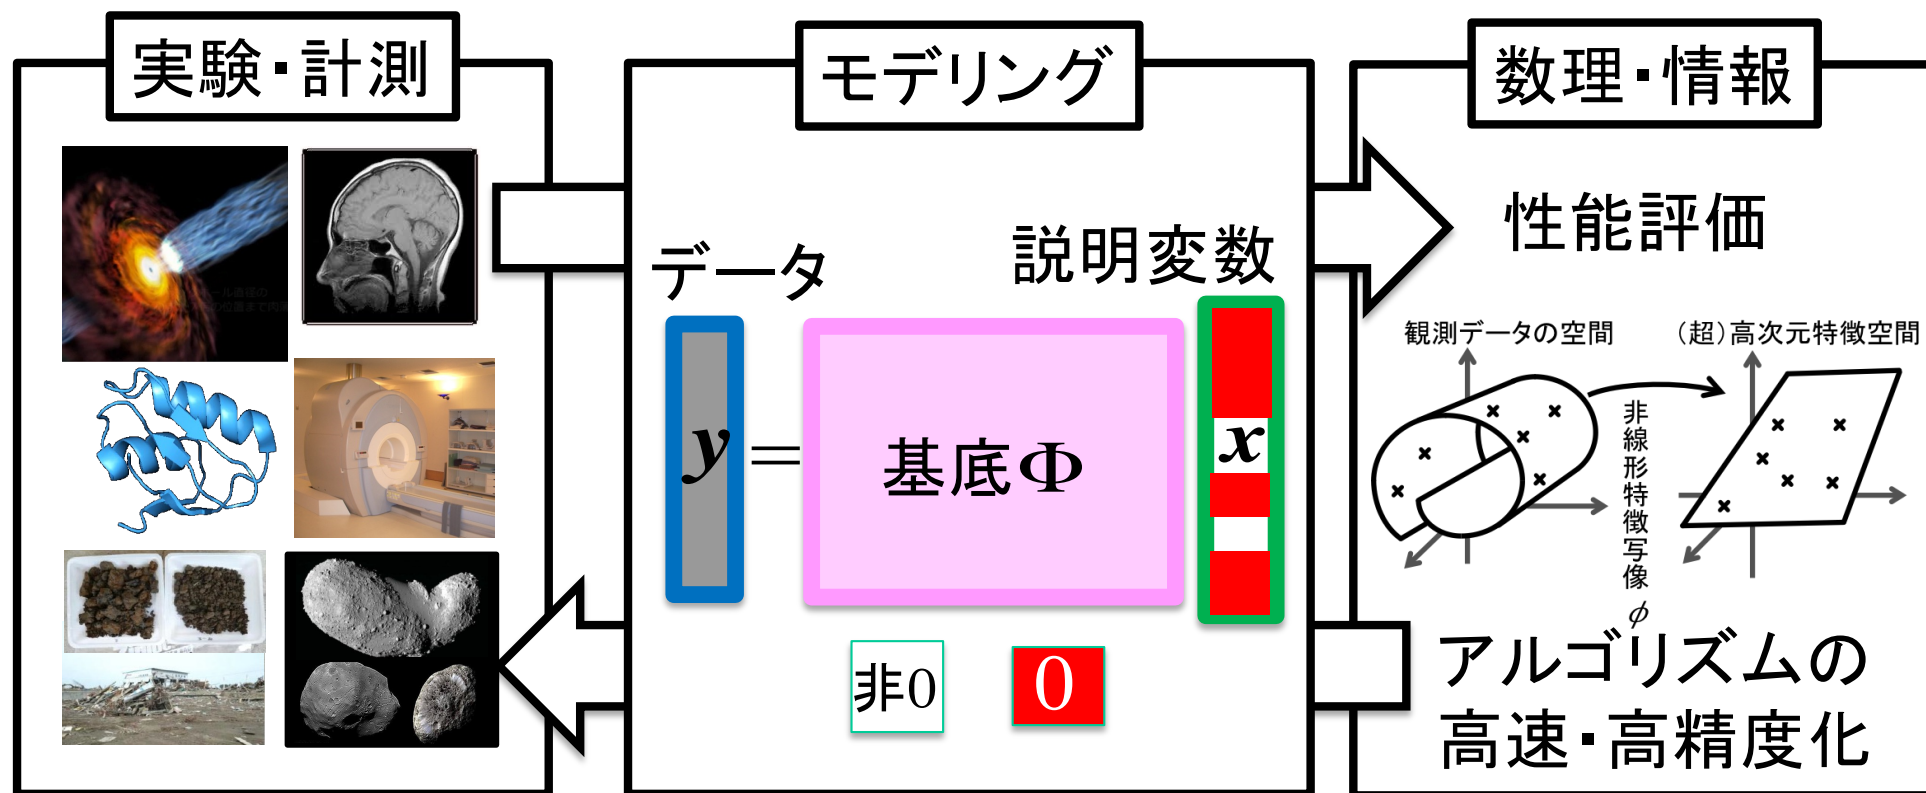 実験・計測
モデリング
データ
説明変数
y
=
基底Φ
x
非0
0
数理・情報
性能評価
観測データの空間
(超)高次元特徴空間
非線形特徴写像 ϕ
アルゴリズムの
高速・高精度化